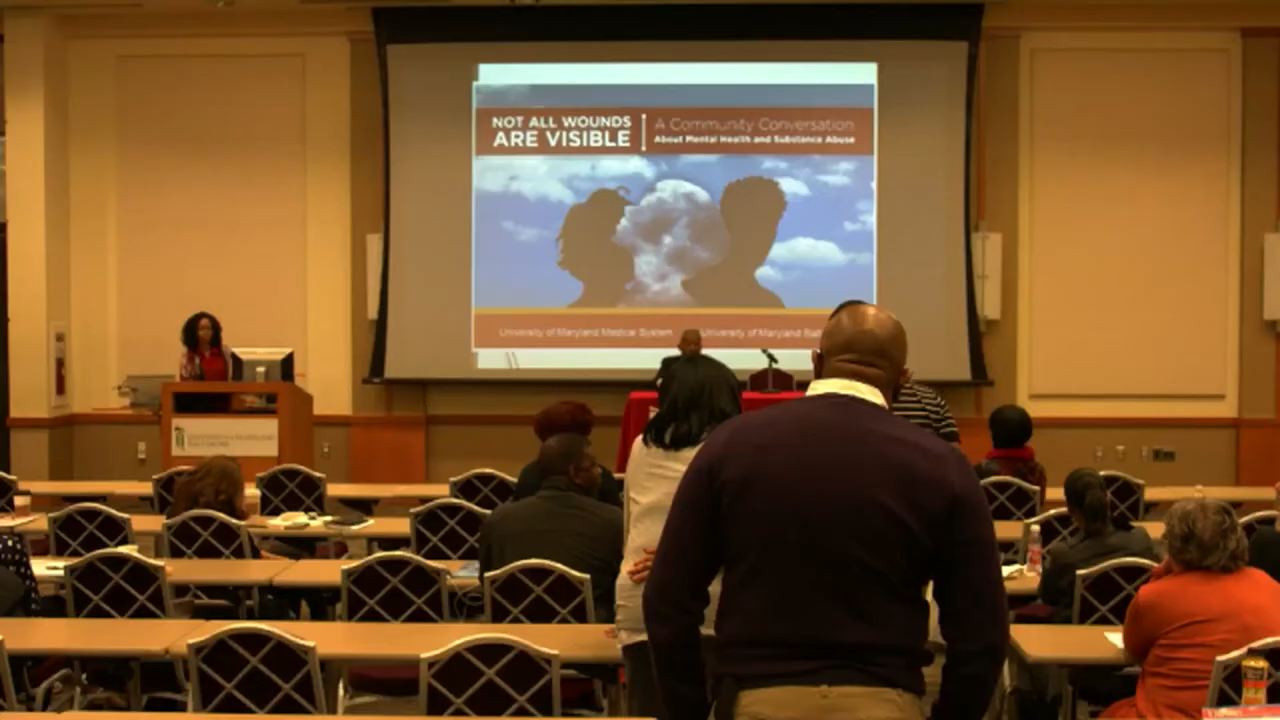 NOT ALL WOUNDS
ARE VISIBLE
A Community Conversation
About Mental Health and Substance Abuse
University of Maryland Medical System
University of Maryland